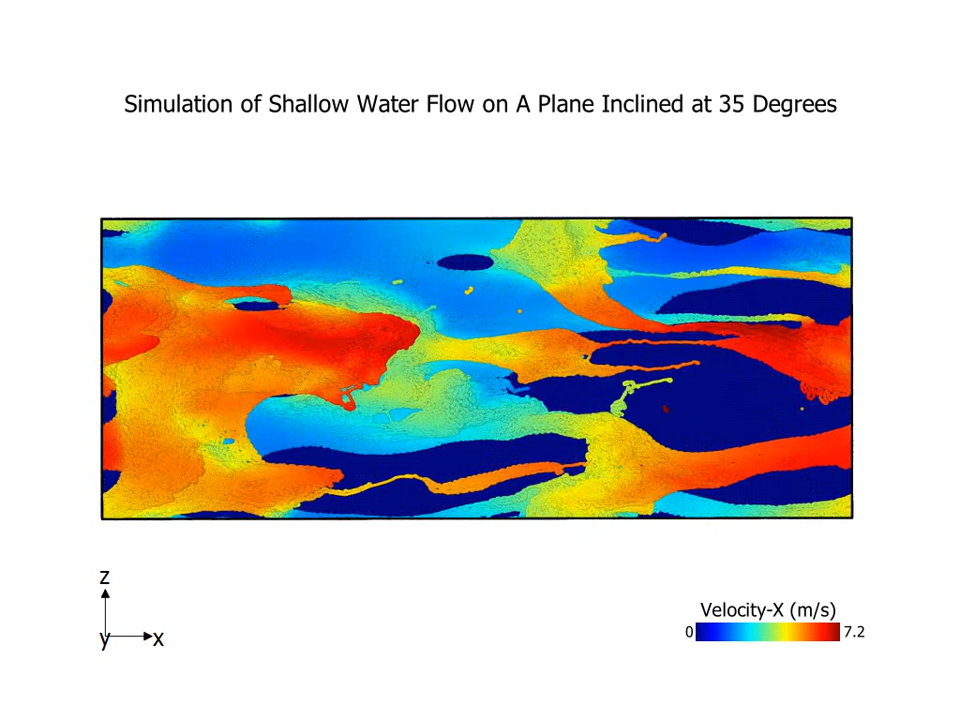 Simulation of Shallow Water Flow on A Plane Inclined at 35 Degrees
z
y
x
Velocity-X (m/s)
0
7.2